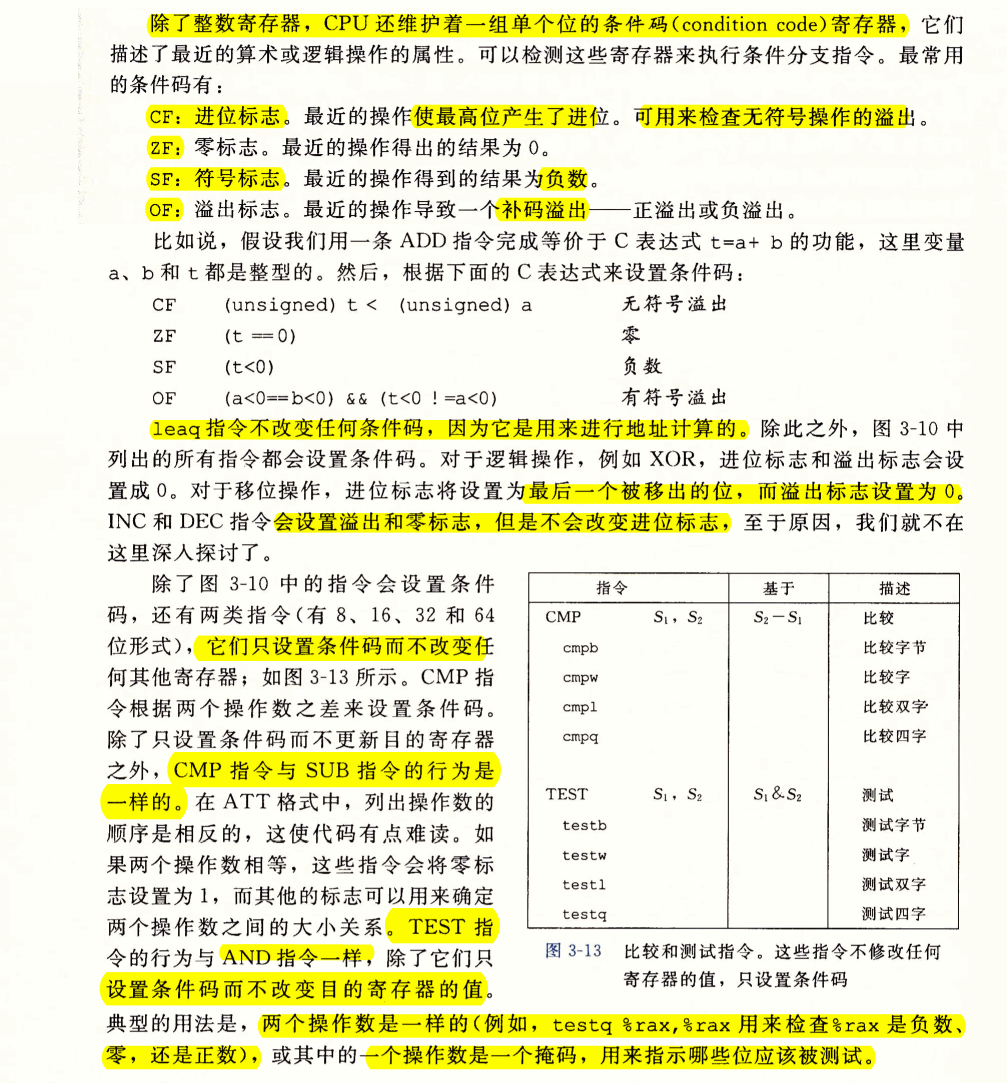 除了整数寄存器，CPU 还维护着一组单个位的条件码(condition code)寄存器，它们
描述了最近的算术或逻辑操作的属性。可以检测这些寄存器来执行条件分支指令。最常用
的条件码有：
CF：进位标志。最近的操作使最高位产生了进位。可用来检查无符号操作的溢出。
ZF：零标志。最近的操作得出的结果为 0。
SF：符号标志。最近的操作得到的结果为负数。
OF：溢出标志。最近的操作导致一个补码溢出——正溢出或负溢出。
比如说，假设我们用一条 ADD 指令完成等价于 C 表达式 t=a+ b 的功能，这里变量
a、b 和 t 都是整型的。然后，根据下面的 C 表达式来设置条件码：
CF (unsigned) t < (unsigned) a 无符号溢出
ZF (t ==0) 零
SF (t<0) 负数
OF (a<0==b<0) && (t<0 !=a<0) 有符号溢出
leaq 指令不改变任何条件码，因为它是用来进行地址计算的。除此之外，图 3-10 中
列出的所有指令都会设置条件码。对于逻辑操作，例如 XOR，进位标志和溢出标志会设
置成 0。对于移位操作，进位标志将设置为最后一个被移出的位，而溢出标志设置为 0。
INC 和 DEC 指令会设置溢出和零标志，但是不会改变进位标志，至于原因，我们就不在
这里深入探讨了。
除了图 3-10 中的指令会设置条件
码，还有两类指令(有 8、16、32 和 64
位形式)，它们只设置条件码而不改变任
何其他寄存器；如图 3-13 所示。CMP 指
令根据两个操作数之差来设置条件码。
除了只设置条件码而不更新目的寄存器
之外，CMP 指令与 SUB 指令的行为是
一样的。在 ATT 格式中，列出操作数的
顺序是相反的，这使代码有点难读。如
果两个操作数相等，这些指令会将零标
志设置为 1，而其他的标志可以用来确定
两个操作数之间的大小关系。TEST 指
令的行为与 AND 指令一样，除了它们只
设置条件码而不改变目的寄存器的值。
典型的用法是，两个操作数是一样的(例如，testq %rax,%rax 用来检查%rax 是负数、
零，还是正数)，或其中的一个操作数是一个掩码，用来指示哪些位应该被测试。
指令 基于 描述
CMP S1, S2 S2－S1 比较
cmpb 比较字节
cmpw 比较字
cmpl 比较双字
cmpq 比较四字
TEST S1, S2 S1&S2 测试
testb 测试字节
testw 测试字
testl 测试双字
testq 测试四字
图 3-13 比较和测试指令。这些指令不修改任何
寄存器的值，只设置条件码